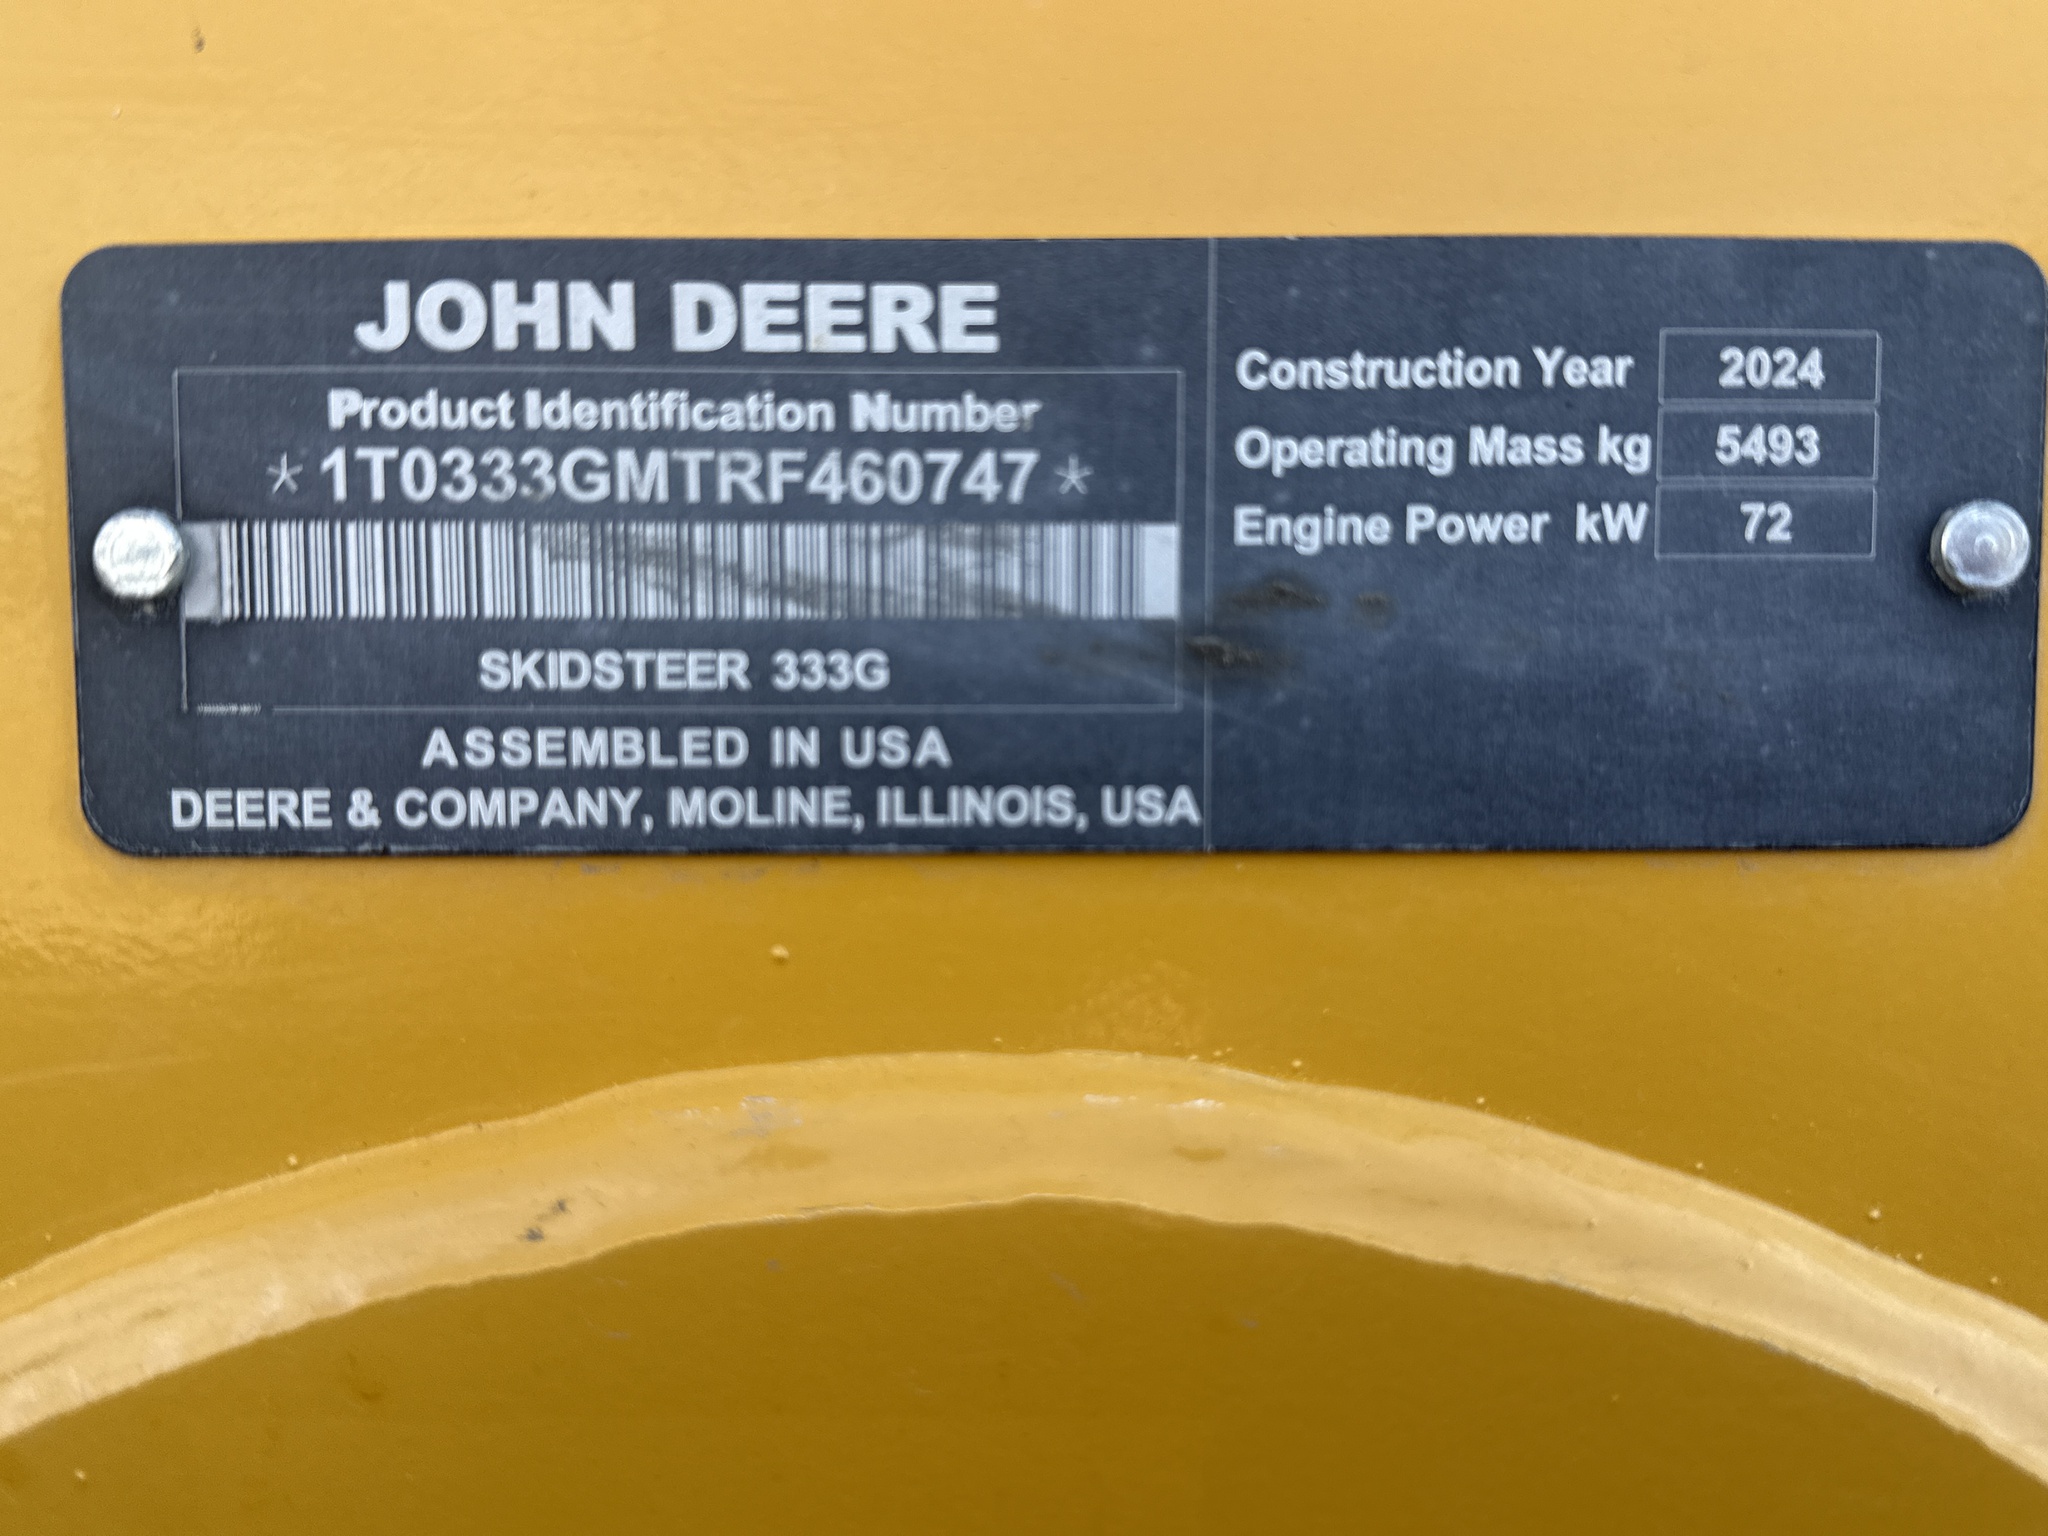 JOHN DEERE
Product Identification Number
*1T0333GMTRF460747*
SKIDSTEER 333G
ASSEMBLED IN USA
DEERE & COMPANY, MOLINE, ILLINOIS, USA
Construction Year 2024
Operating Mass kg 5493
Engine Power kW 72